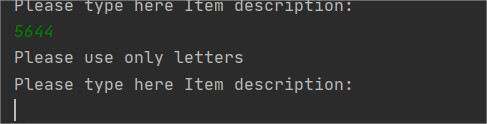 Please type here Item description:
5644
Please use only letters
Please type here Item description: